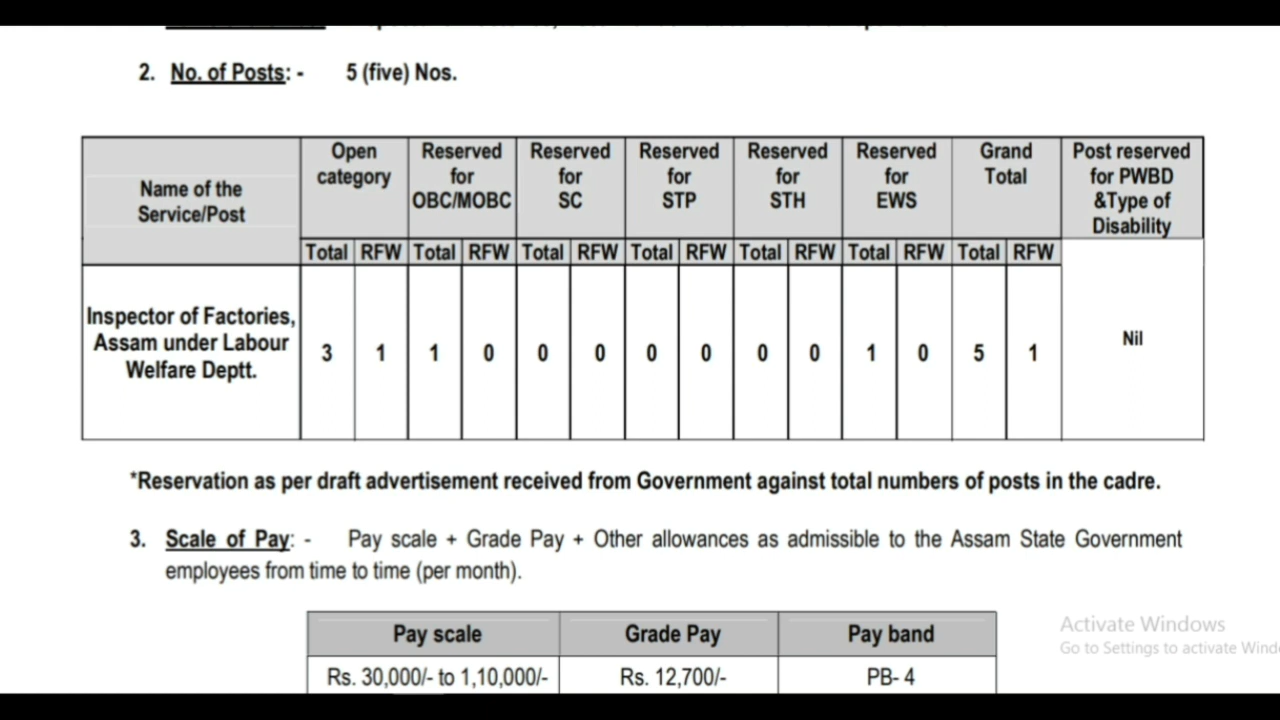 2. No. of Posts: - 5 (five) Nos.
Name of the Service/Post
Open category
Reserved for OBC/MOBC
Reserved for SC
Reserved for STP
Reserved for STH
Reserved for EWS
Grand Total
Post reserved for PWBD &Type of Disability
Total RFW Total RFW Total RFW Total RFW Total RFW Total RFW Total RFW
Inspector of Factories,
Assam under Labour
Welfare Deptt.
3 1 1 0 0 0 0 0 0 0 1 0 5 1 Nil
*Reservation as per draft advertisement received from Government against total numbers of posts in the cadre.
3. Scale of Pay: - Pay scale + Grade Pay + Other allowances as admissible to the Assam State Government
employees from time to time (per month).
Pay scale Grade Pay Pay band
Rs. 30,000/- to 1,10,000/- Rs. 12,700/- PB- 4
Activate Windows
Go to Settings to activate